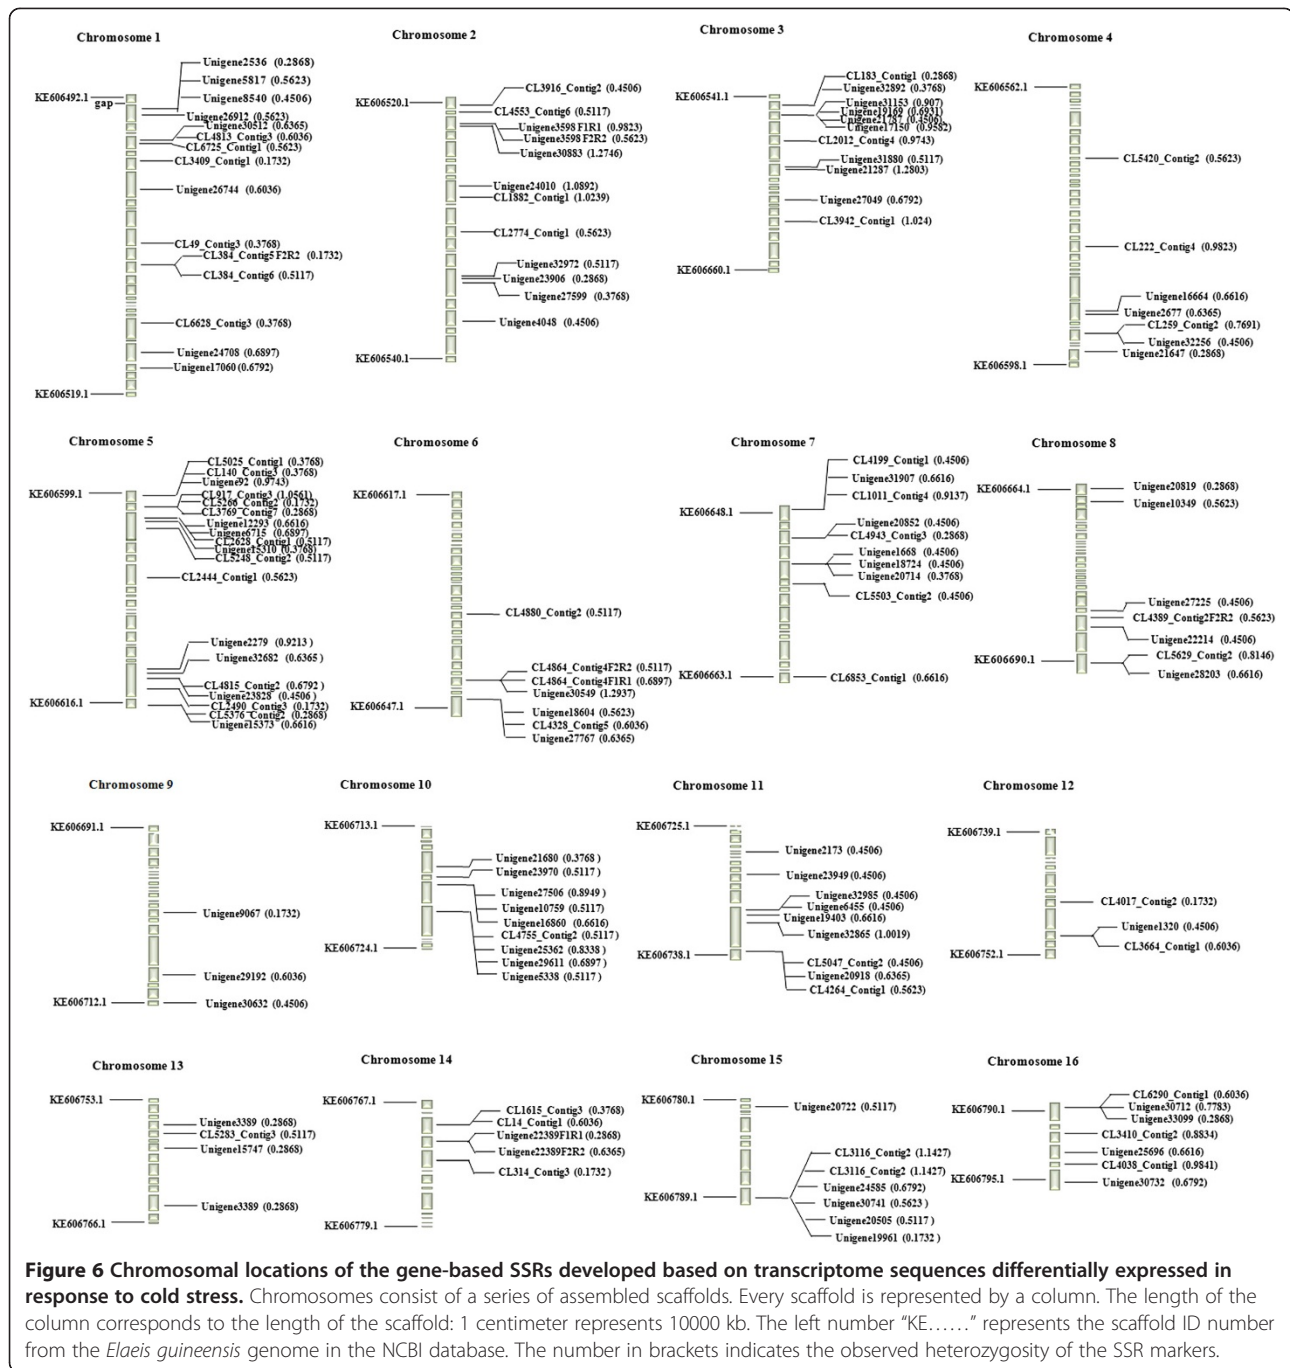 Chromosome 1
KE606492.1
gap
Unigene2536 (0.2868)
Unigene5817 (0.5623)
Unigene8540 (0.4506)
Unigene26912 (0.5623)
Unigene30512 (0.6365)
CL4813_Contig3 (0.6036)
CL6725_Contig1 (0.5623)
CL3409_Contig1 (0.1732)
Unigene26744 (0.6036)
CL49_Contig3 (0.3768)
CL384_Contig5F2R2 (0.1732)
CL384_Contig6 (0.5117)
CL6628_Contig3 (0.3768)
Unigene24708 (0.6897)
Unigene17060 (0.6792)
KE606519.1
Chromosome 2
KE606520.1
CL3916_Contig2 (0.4506)
CL4553_Contig6 (0.5117)
Unigene3598F1R1 (0.9823)
Unigene3598F2R2 (0.5623)
Unigene30883 (1.2746)
Unigene24010 (1.0892)
CL1882_Contig1 (1.0239)
CL2774_Contig1 (0.5623)
Unigene32972 (0.5117)
Unigene23906 (0.2868)
Unigene27599 (0.3768)
Unigene4048 (0.4506)
KE606540.1
Chromosome 3
KE606541.1
CL183_Contig1 (0.2868)
Unigene32892 (0.3768)
Unigene31153 (0.907)
Unigene19169 (0.6931)
Unigene21787 (0.4506)
Unigene17150 (0.9582)
CL2012_Contig4 (0.9743)
Unigene31880 (0.5117)
Unigene21287 (1.2803)
Unigene27049 (0.6792)
CL3942_Contig1 (1.024)
KE606660.1
Chromosome 4
KE606562.1
CL5420_Contig2 (0.5623)
CL222_Contig4 (0.9823)
Unigene16664 (0.6616)
Unigene2677 (0.6365)
CL259_Contig2 (0.7691)
Unigene32256 (0.4506)
Unigene21647 (0.2868)
KE606598.1
Chromosome 5
KE606599.1
CL5025_Contig1 (0.3768)
CL140_Contig3 (0.3768)
Unigene92 (0.9743)
CL917_Contig3 (1.0561)
CL5266_Contig2 (0.1732)
CL3769_Contig7 (0.2868)
Unigene12293 (0.6616)
Unigene6715 (0.6897)
CL2628_Contig1 (0.5117)
Unigene15310 (0.3768)
CL5248_Contig2 (0.5117)
CL2444_Contig1 (0.5623)
Unigene2279 (0.9213)
Unigene32682 (0.6365)
CL4815_Contig2 (0.6792 )
Unigene23828 (0.4506 )
CL2490_Contig3 (0.1732)
CL5376_Contig2 (0.2868)
Unigene15373 (0.6616)
KE606616.1
Chromosome 6
KE606617.1
CL4880_Contig2 (0.5117)
CL4864_Contig4F2R2 (0.5117)
CL4864_Contig4F1R1 (0.6897)
Unigene30549 (1.2937)
Unigene18604 (0.5623)
CL4328_Contig5 (0.6036)
Unigene27767 (0.6365)
KE606647.1
Chromosome 7
KE606648.1
CL4199_Contig1 (0.4506)
Unigene31907 (0.6616)
CL1011_Contig4 (0.9137)
Unigene20852 (0.4506)
CL4943_Contig3 (0.2868)
Unigene1668 (0.4506)
Unigene18724 (0.4506)
Unigene20714 (0.3768)
CL5503_Contig2 (0.4506)
KE606663.1
CL6853_Contig1 (0.6616)
Chromosome 8
KE606664.1
Unigene20819 (0.2868)
Unigene10349 (0.5623)
Unigene27225 (0.4506)
CL4389_Contig2F2R2 (0.5623)
Unigene22214 (0.4506)
CL5629_Contig2 (0.8146)
KE606690.1
Unigene28203 (0.6616)
Chromosome 9
KE606691.1
Unigene9067 (0.1732)
Unigene29192 (0.6036)
KE606712.1
Unigene30632 (0.4506)
Chromosome 10
KE606713.1
Unigene21680 (0.3768 )
Unigene23970 (0.5117)
Unigene27506 (0.8949)
Unigene10759 (0.5117)
Unigene16860 (0.6616)
CL4755_Contig2 (0.5117)
Unigene25362 (0.8338)
Unigene29611 (0.6897)
Unigene5338 (0.5117 )
KE606724.1
Chromosome 11
KE606725.1
Unigene2173 (0.4506)
Unigene23949 (0.4506)
Unigene32985 (0.4506)
Unigene6455 (0.4506)
Unigene19403 (0.6616)
Unigene32865 (1.0019)
KE606738.1
CL5047_Contig2 (0.4506)
Unigene20918 (0.6365)
CL4264_Contig1 (0.5623)
Chromosome 12
KE606739.1
CL4017_Contig2 (0.1732)
Unigene1320 (0.4506)
CL3664_Contig1 (0.6036)
KE606752.1
Chromosome 13
KE606753.1
Unigene3389 (0.2868)
CL5283_Contig3 (0.5117)
Unigene15747 (0.2868)
Unigene3389 (0.2868)
KE606766.1
Chromosome 14
KE606767.1
CL1615_Contig3 (0.3768)
CL14_Contig1 (0.6036)
Unigene22389F1R1 (0.2868)
Unigene22389F2R2 (0.6365)
CL314_Contig3 (0.1732)
KE606779.1
Chromosome 15
KE606780.1
Unigene20722 (0.5117)
CL3116_Contig2 (1.1427)
CL3116_Contig2 (1.1427)
Unigene24585 (0.6792)
KE606789.1
Unigene30741 (0.5623 )
Unigene20505 (0.5117 )
Unigene19961 (0.1732 )
Chromosome 16
KE606790.1
CL6290_Contig1 (0.6036)
Unigene30712 (0.7783)
Unigene33099 (0.2868)
CL3410_Contig2 (0.8834)
Unigene25696 (0.6616)
CL4038_Contig1 (0.9841)
KE606795.1
Unigene30732 (0.6792)
Figure 6 Chromosomal locations of the gene-based SSRs developed based on transcriptome sequences differentially expressed in
response to cold stress. Chromosomes consist of a series of assembled scaffolds. Every scaffold is represented by a column. The length of the
column corresponds to the length of the scaffold: 1 centimeter represents 10000 kb. The left number "KE......" represents the scaffold ID number
from the Elaeis guineensis genome in the NCBI database. The number in brackets indicates the observed heterozygosity of the SSR markers.